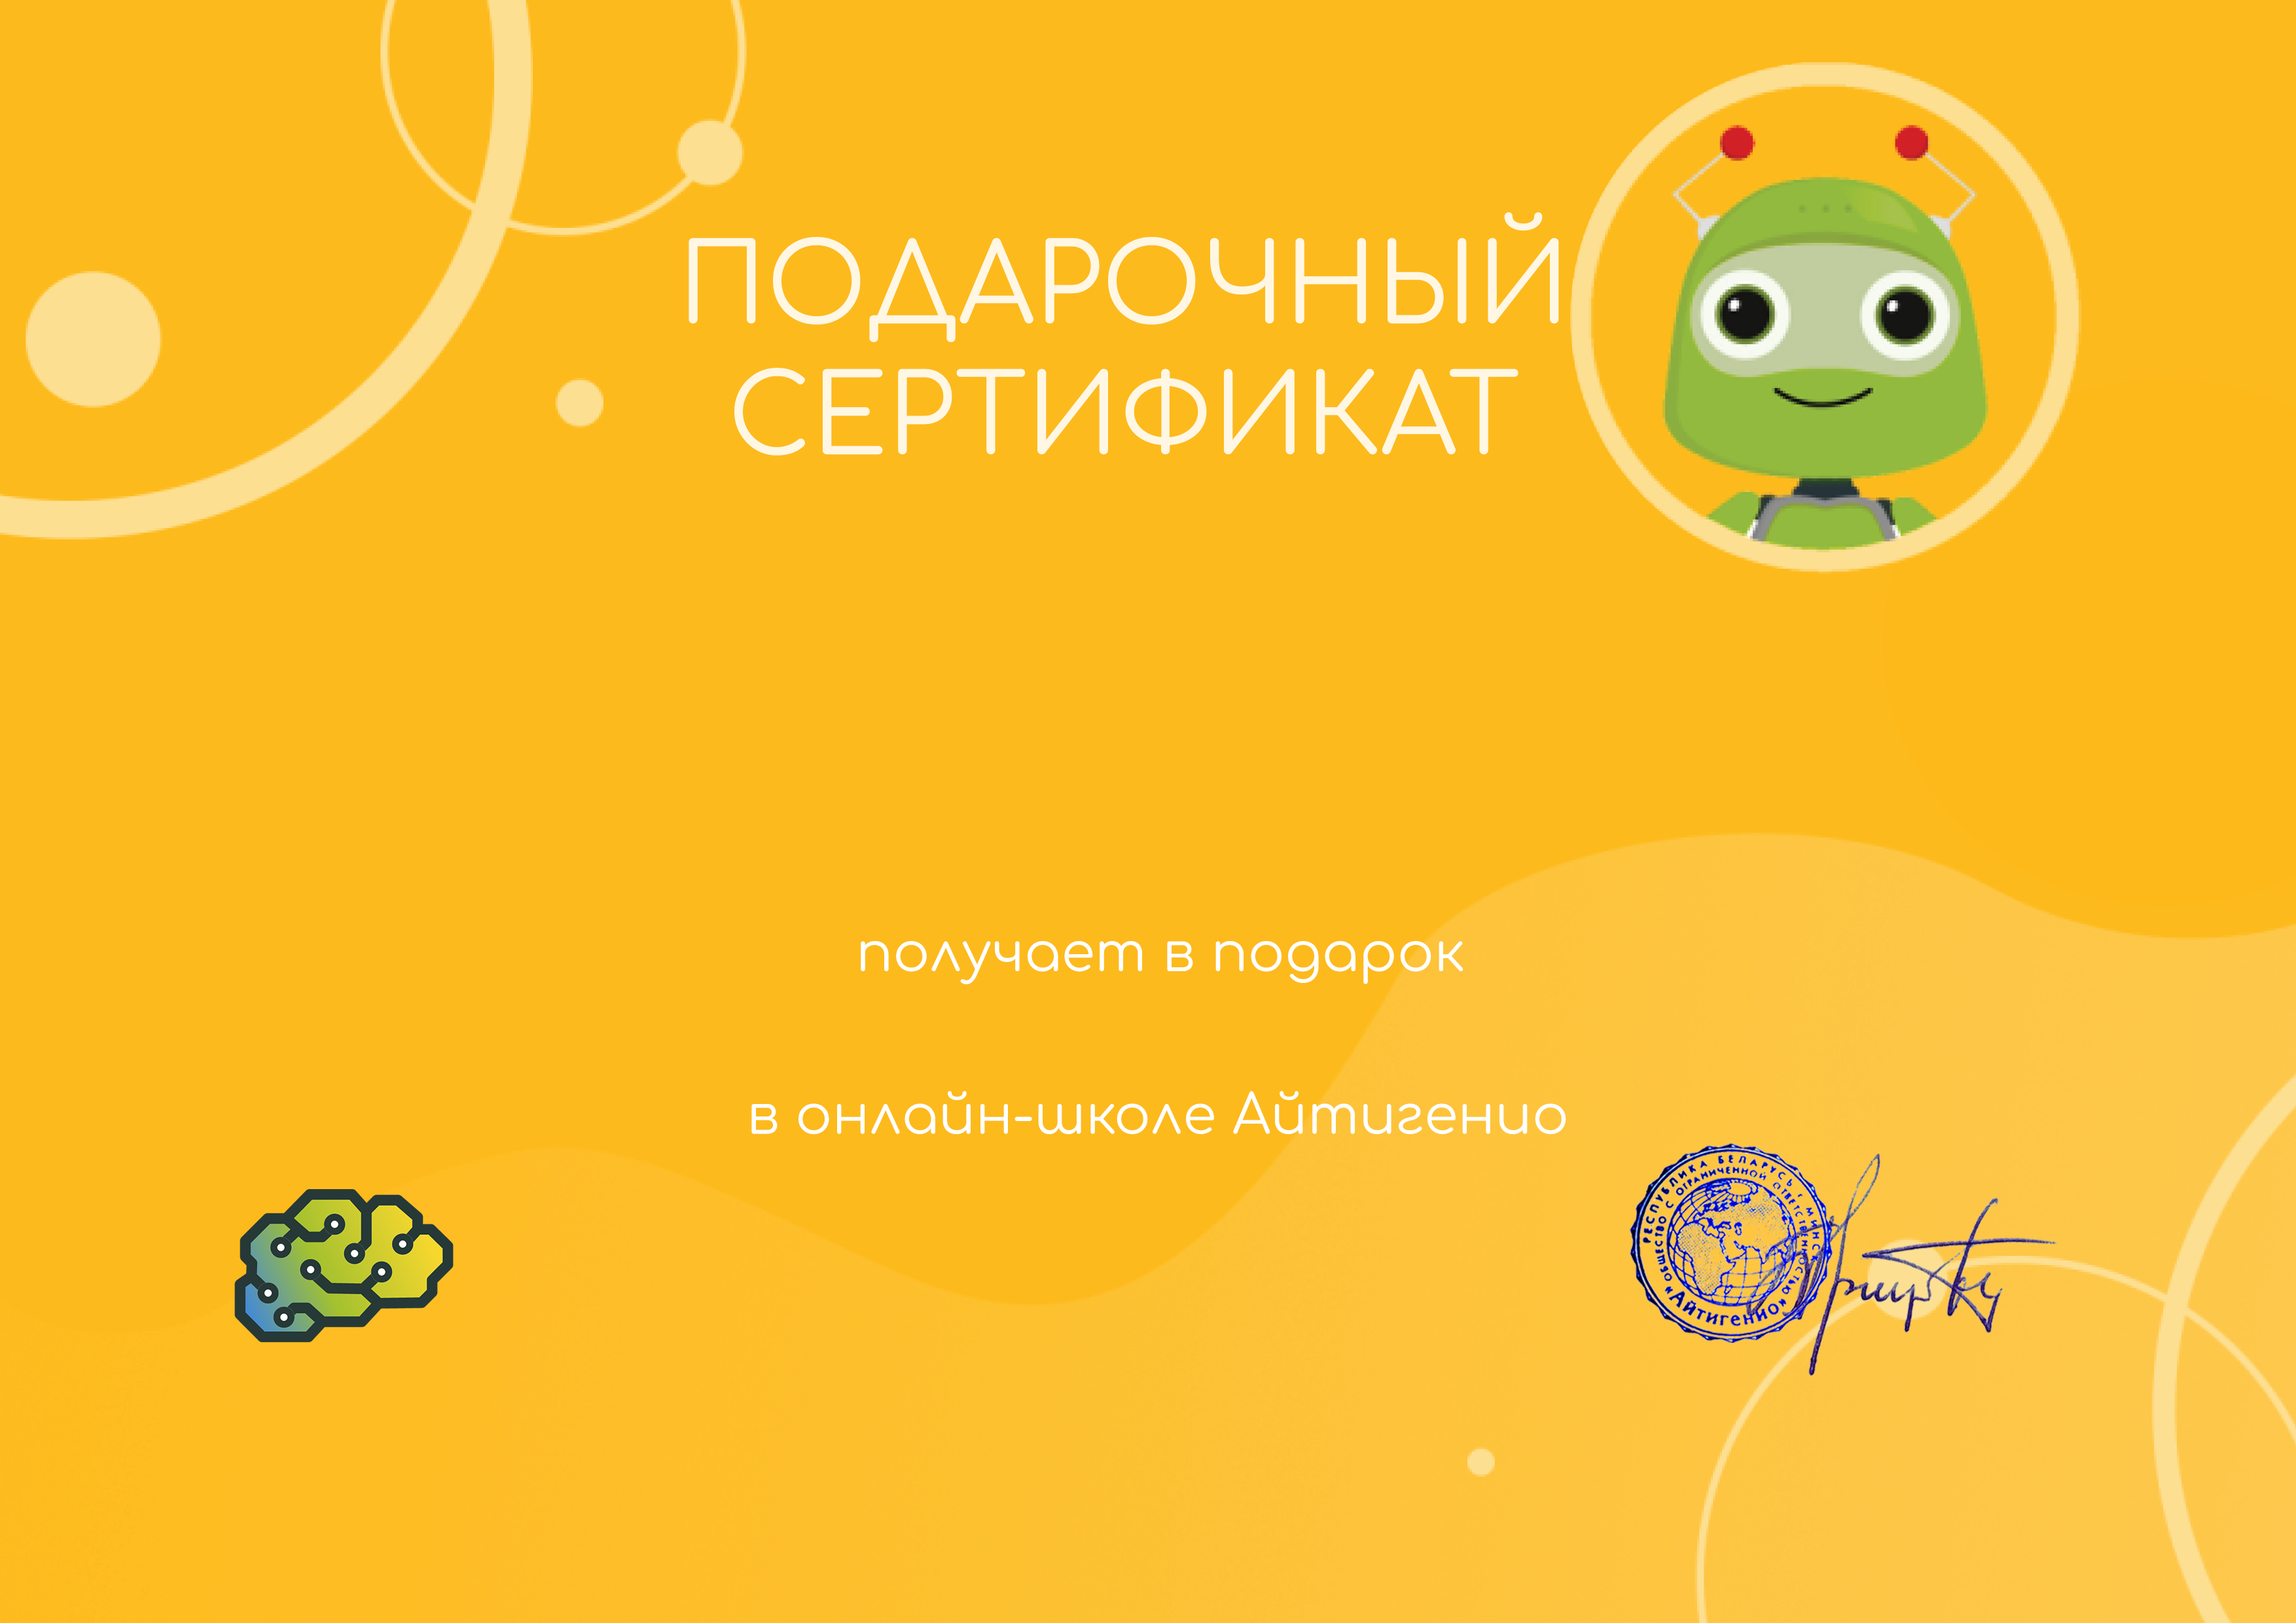 ПОДАРОЧНЫЙ
СЕРТИФИКАТ
получает в подарок
в онлайн-школе Айтигенио
РЕСПУБЛИКА БЕЛАРУСЬ Г. МИНСК
ОБЩЕСТВО С ОГРАНИЧЕННОЙ ОТВЕТСТВЕННОСТЬЮ
«Айтигенио»